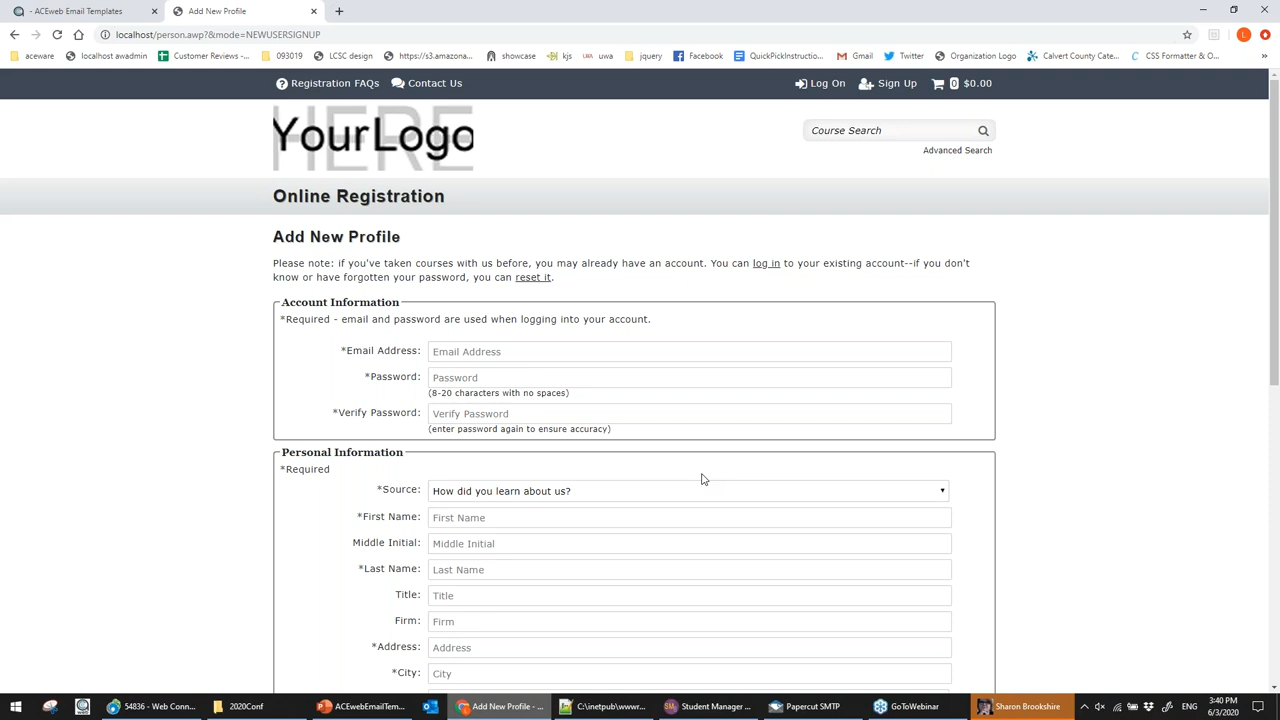 - ACEweb Email Templates
Add New Profile
localhost/person.awp?&mode=NEWUSERSIGNUP
aceware
localhost awadmin
Customer Reviews -...
093019
LCSC design
https://s3.amazona...
showcase
kjs
uwa
jquery
Facebook
QuickPickInstructio...
Gmail
Twitter
Organization Logo
Calvert County Cate...
CSS Formatter & O...
Registration FAQs
Contact Us
Log On
Sign Up
0 $0.00
HERE
YourLogo
Course Search
Advanced Search
Online Registration
Add New Profile
Please note: if you've taken courses with us before, you may already have an account. You can log in to your existing account--if you don't
know or have forgotten your password, you can reset it.
Account Information
*Required - email and password are used when logging into your account.
*Email Address: Email Address
*Password: Password
(8-20 characters with no spaces)
*Verify Password: Verify Password
(enter password again to ensure accuracy)
Personal Information
*Required
*Source: How did you learn about us?
*First Name: First Name
Middle Initial: Middle Initial
*Last Name: Last Name
Title: Title
Firm: Firm
*Address: Address
*City: City
54836 - Web Conn...
2020Conf
ACEwebEmailTem...
Add New Profile - ...
C:\inetpub\wwwr...
Student Manager ...
Papercut SMTP
GoToWebinar
Sharon Brookshire
ENG
3:40 PM
6/3/2020